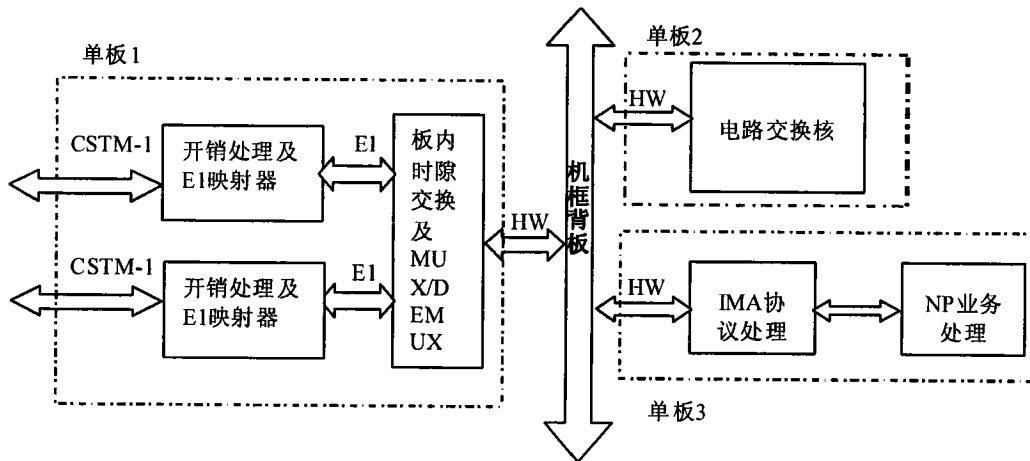 单板1
CSTM-1
开销处理及
E1映射器
E1
CSTM-1
开销处理及
E1映射器
E1
板内
时隙
交换
及
MU
X/D
EM
UX
HW
机框背板
单板2
HW
电路交换核
HW
IMA协
议处理
NP业务
处理
单板3